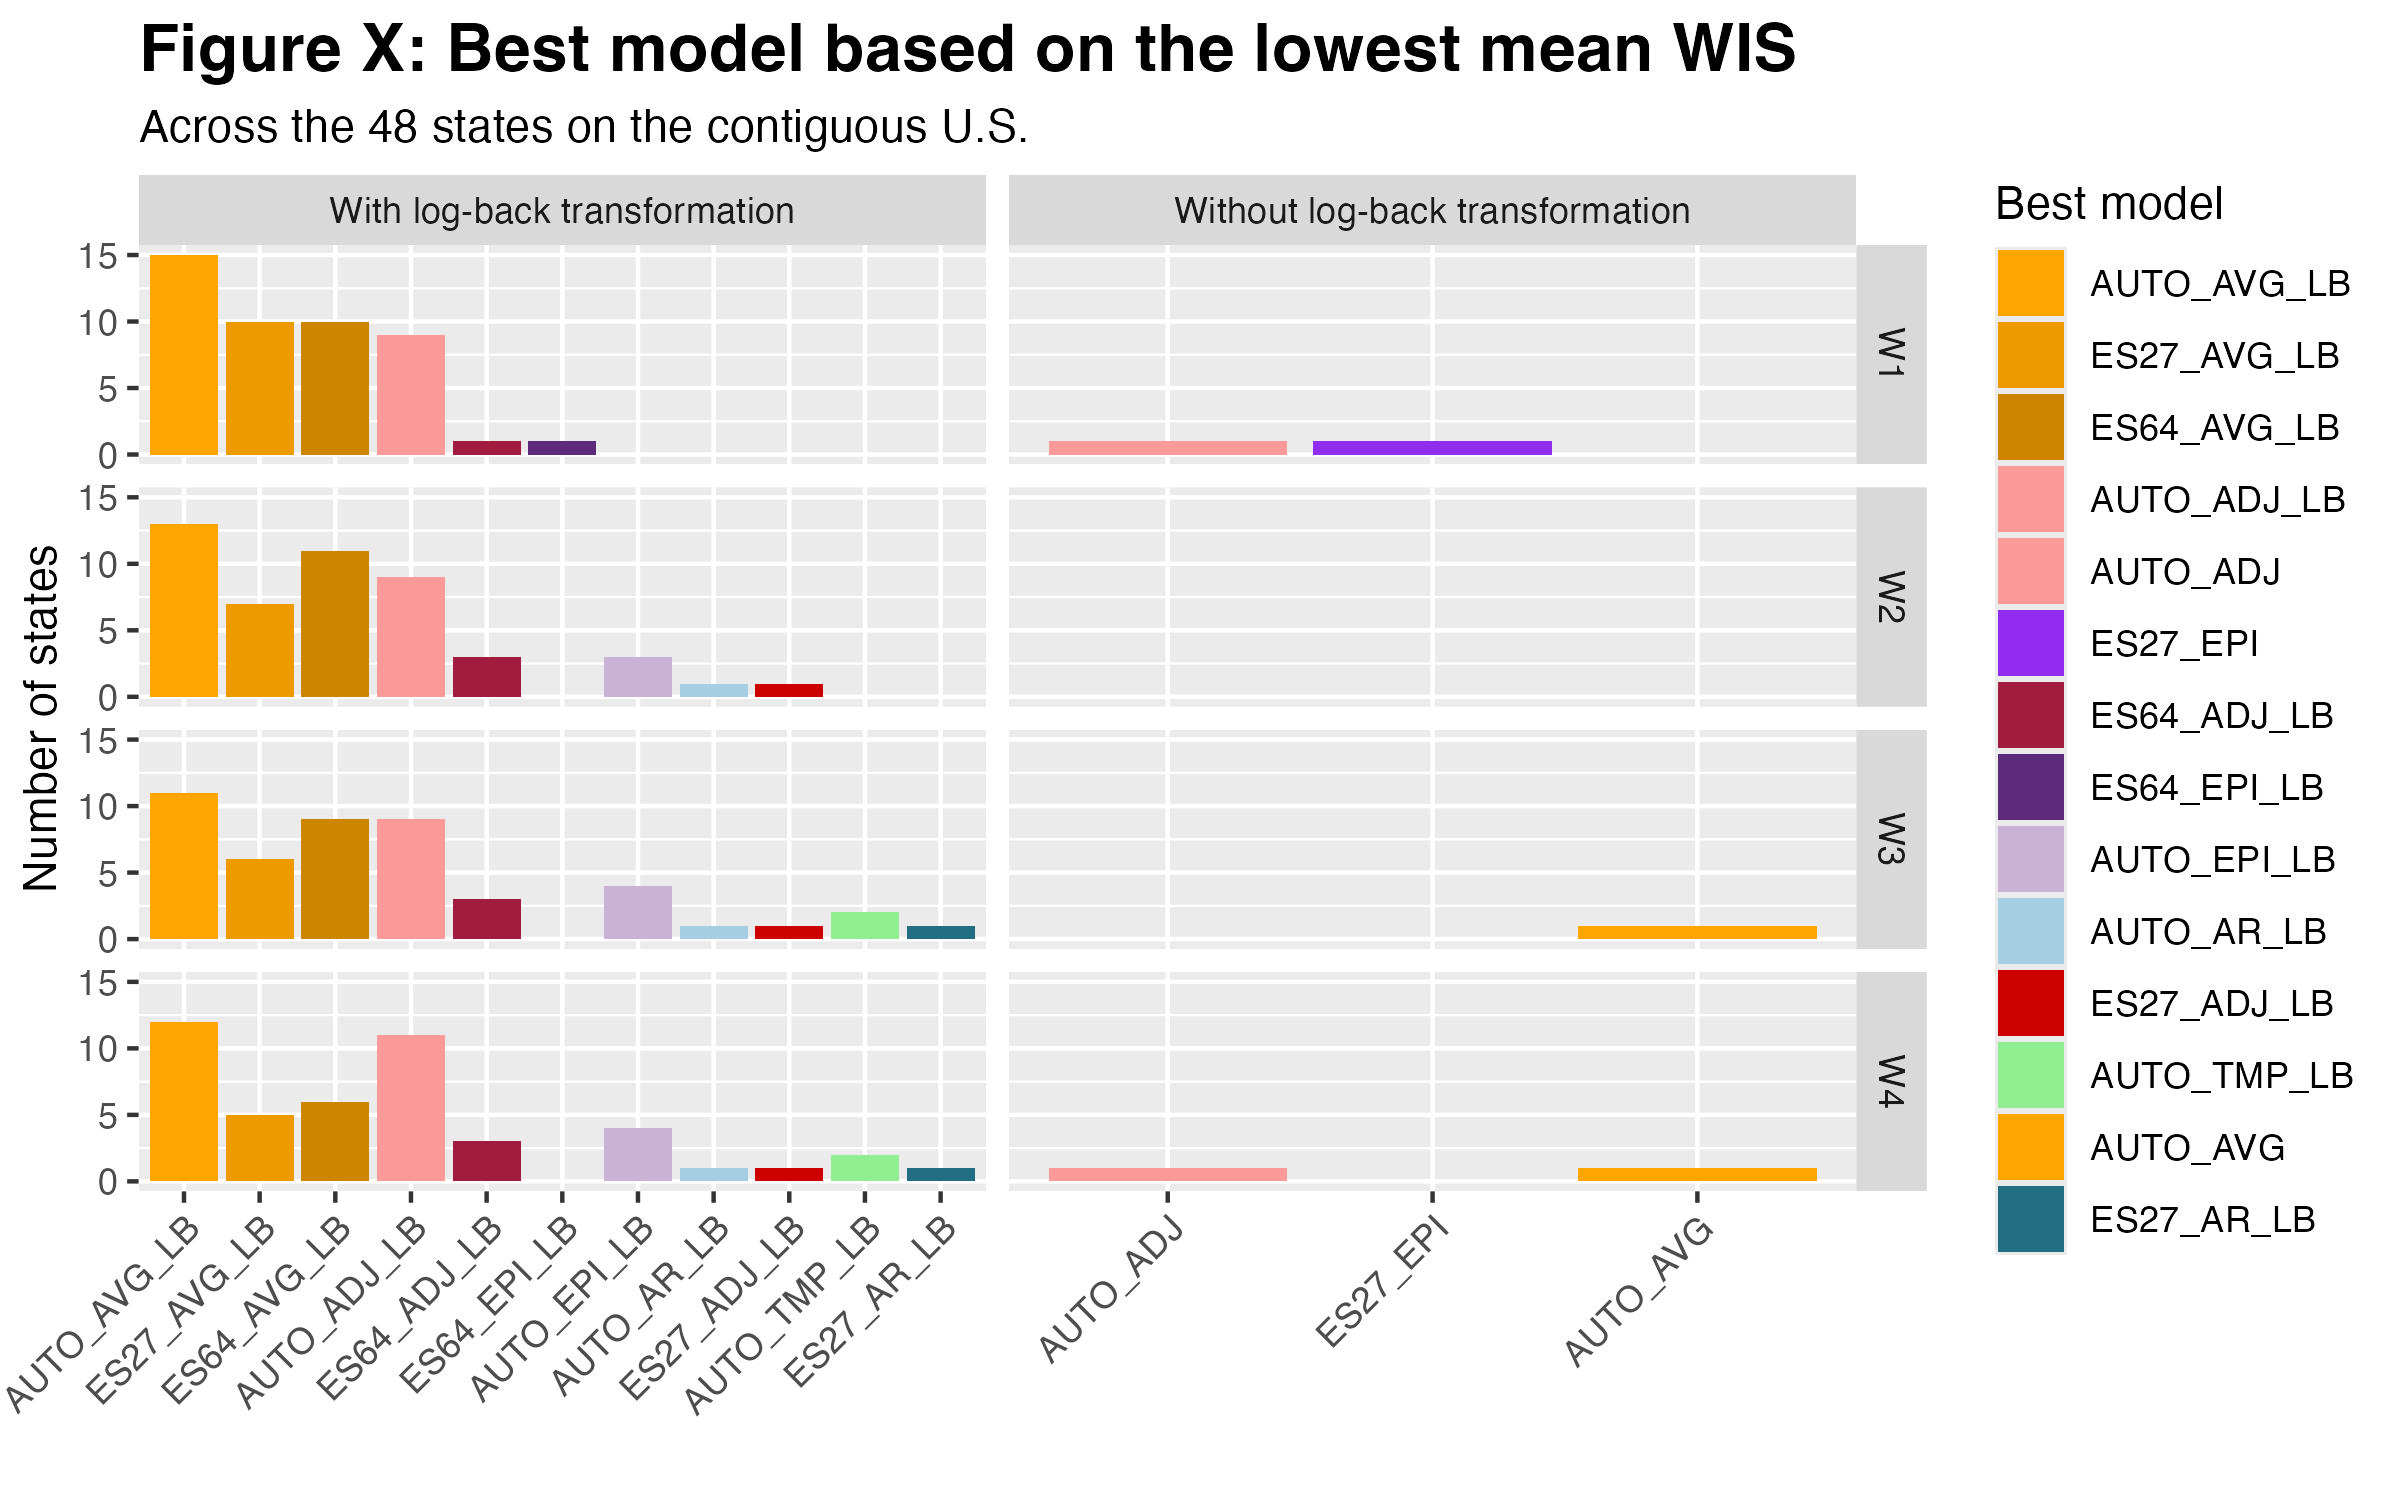 Figure X: Best model based on the lowest mean WIS
Across the 48 states on the contiguous U.S.
With log-back transformation
Without log-back transformation
Number of states
15
10
5
0
W1
15
10
5
0
W2
15
10
5
0
W3
15
10
5
0
W4
AUTO_AVG_LB
ES27_AVG_LB
ES64_AVG_LB
AUTO_ADJ_LB
ES64_ADJ_LB
ES64_EPI_LB
AUTO_EPI_LB
AUTO_AR_LB
ES27_ADJ_LB
AUTO_TMP_LB
ES27_AR_LB
AUTO_ADJ
ES27_EPI
AUTO_AVG
Best model
AUTO_AVG_LB
ES27_AVG_LB
ES64_AVG_LB
AUTO_ADJ_LB
AUTO_ADJ
ES27_EPI
ES64_ADJ_LB
ES64_EPI_LB
AUTO_EPI_LB
AUTO_AR_LB
ES27_ADJ_LB
AUTO_TMP_LB
AUTO_AVG
ES27_AR_LB